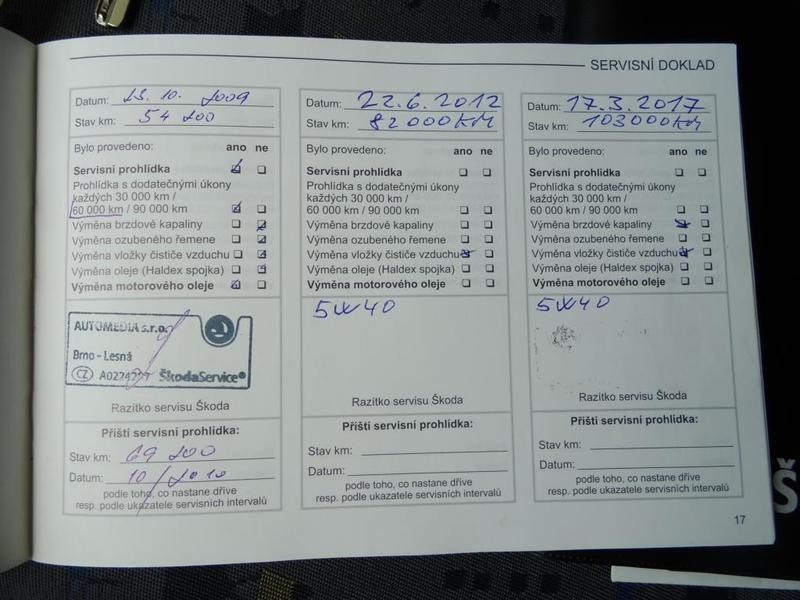 SERVISNÍ DOKLAD
Datum: 23. 10. 2009
Stav km: 54 200
Bylo provedeno: ano ne
Servisní prohlídka
Prohlídka s dodatečnými úkony
každých 30 000 km /
60 000 km / 90 000 km
Výměna brzdové kapaliny
Výměna ozubeného řemene
Výměna vložky čističe vzduchu
Výměna oleje (Haldex spojka)
Výměna motorového oleje
AUTOMEDIA s.r.o.
Brno - Lesná
CZ ŠkodaService®
Razítko servisu Škoda
Příští servisní prohlídka:
Stav km: 69 200
Datum: 10/2010
podle toho, co nastane dříve
resp. podle ukazatele servisních intervalů
Datum: 22.6.2012
Stav km: 82000KM
Bylo provedeno: ano ne
Servisní prohlídka
Prohlídka s dodatečnými úkony
každých 30 000 km /
60 000 km / 90 000 km
Výměna brzdové kapaliny
Výměna ozubeného řemene
Výměna vložky čističe vzduchu
Výměna oleje (Haldex spojka)
Výměna motorového oleje
5W40
Razítko servisu Škoda
Příští servisní prohlídka:
Stav km:
Datum:
podle toho, co nastane dříve
resp. podle ukazatele servisních intervalů
Datum: 17.3.2017
Stav km: 103000KM
Bylo provedeno: ano ne
Servisní prohlídka
Prohlídka s dodatečnými úkony
každých 30 000 km /
60 000 km / 90 000 km
Výměna brzdové kapaliny
Výměna ozubeného řemene
Výměna vložky čističe vzduchu
Výměna oleje (Haldex spojka)
Výměna motorového oleje
5W40
Razítko servisu Škoda
Příští servisní prohlídka:
Stav km:
Datum:
podle toho, co nastane dříve
resp. podle ukazatele servisních intervalů
17
Š